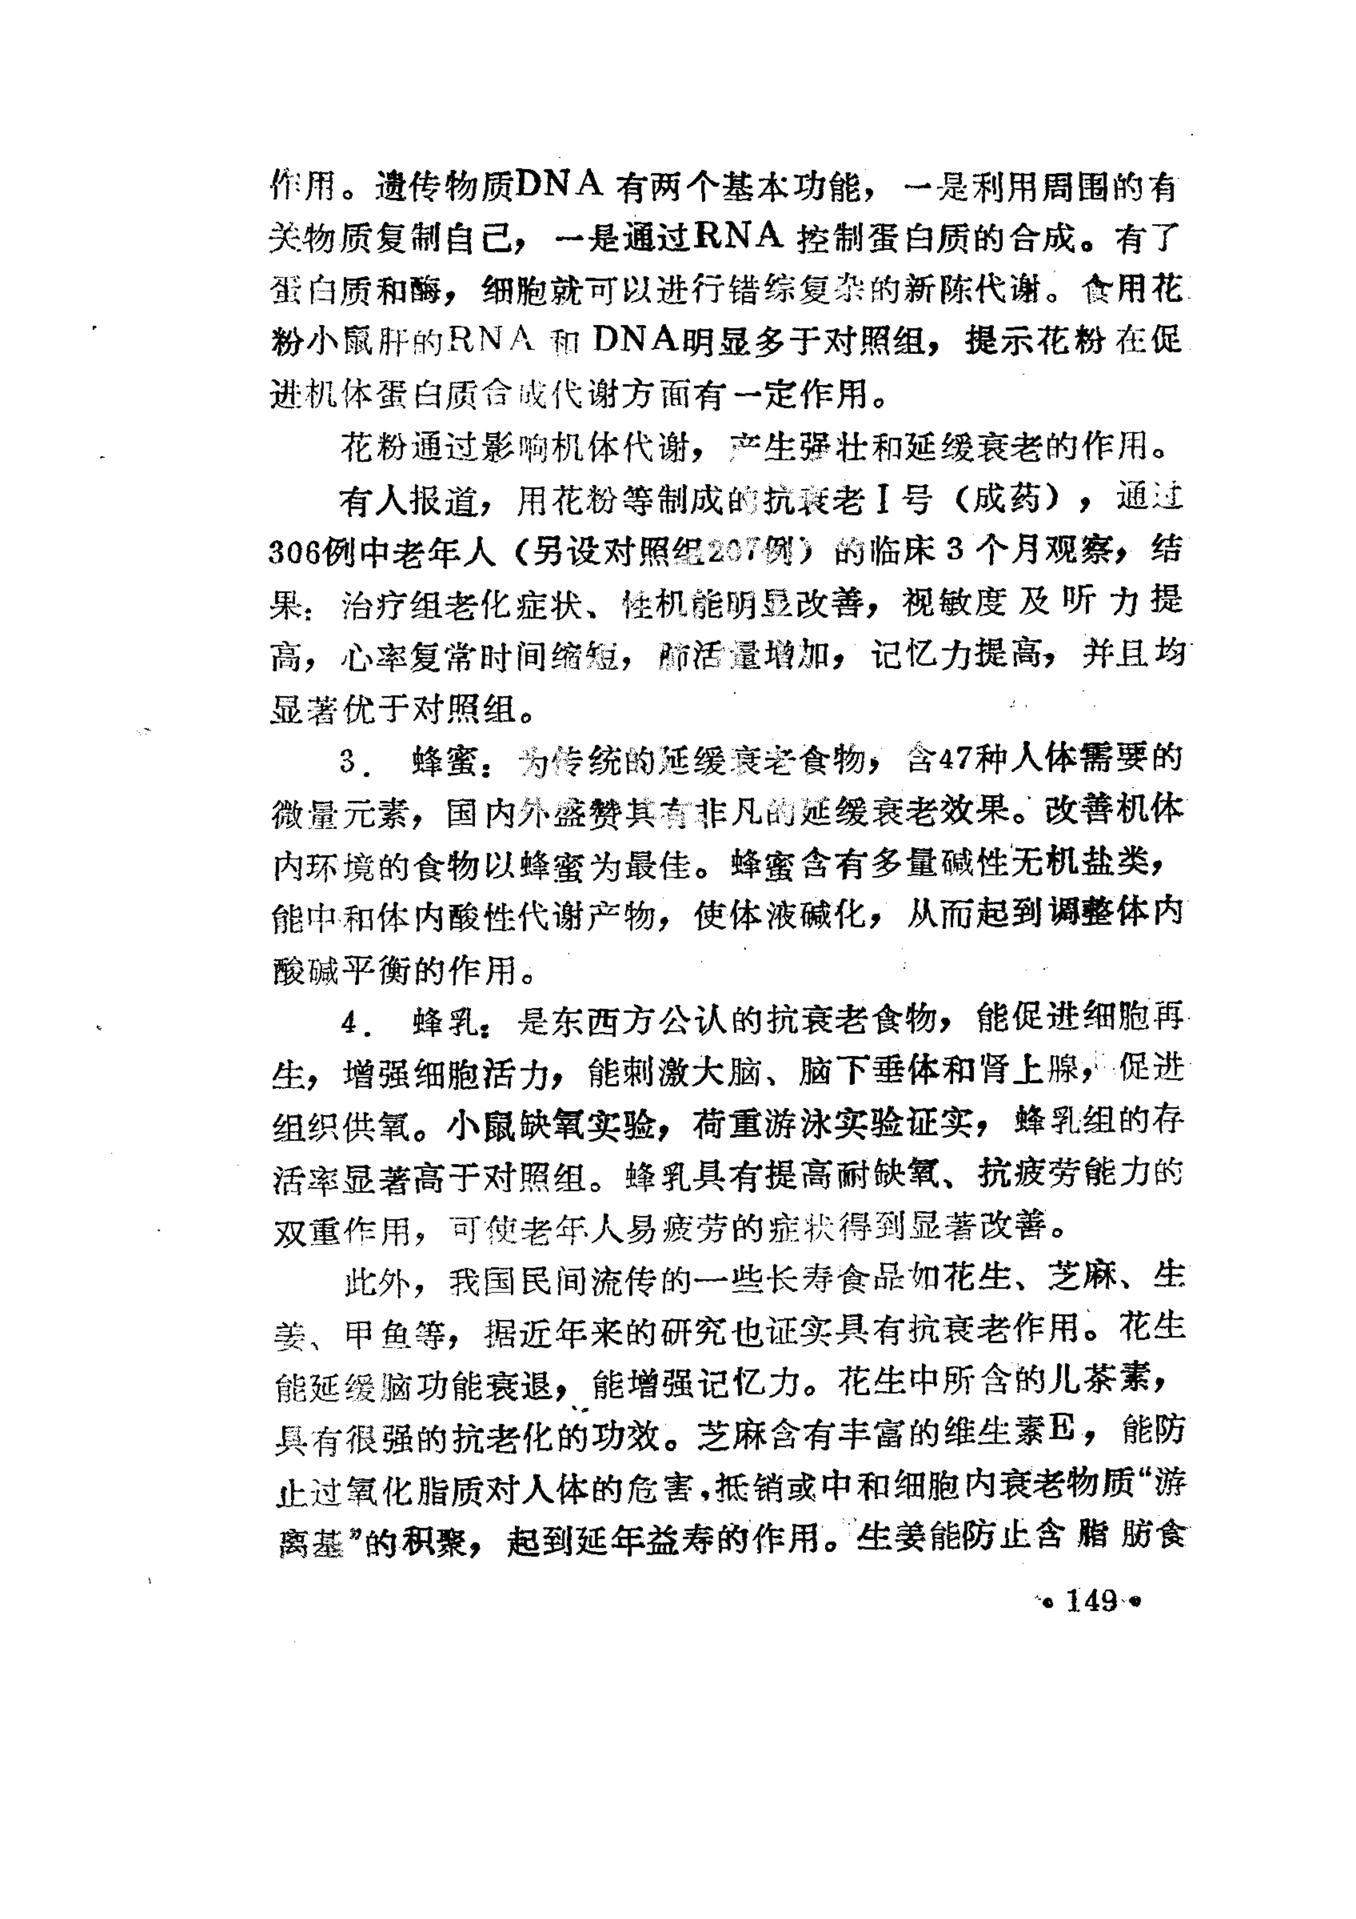 作用。遗传物质DNA有两个基本功能，一是利用周围的有
关物质复制自己，一是通过RNA控制蛋白质的合成。有了
蛋白质和酶，细胞就可以进行错综复杂的新陈代谢。食用花
粉小鼠肝的RNA和DNA明显多于对照组，提示花粉在促
进机体蛋白质合成代谢方面有一定作用。
花粉通过影响机体代谢，产生强壮和延缓衰老的作用。
有人报道，用花粉等制成的抗衰老Ⅰ号（成药），通过
306例中老年人（另设对照组207例）的临床3个月观察，结
果：治疗组老化症状、性机能明显改善，视敏度及听力提
高，心率复常时间缩短，肺活量增加，记忆力提高，并且均
显著优于对照组。
3．蜂蜜：为传统的延缓衰老食物，含47种人体需要的
微量元素，国内外盛赞其有非凡的延缓衰老效果。改善机体
内环境的食物以蜂蜜为最佳。蜂蜜含有多量碱性无机盐类，
能中和体内酸性代谢产物，使体液碱化，从而起到调整体内
酸碱平衡的作用。
4．蜂乳：是东西方公认的抗衰老食物，能促进细胞再
生，增强细胞活力，能刺激大脑、脑下垂体和肾上腺，促进
组织供氧。小鼠缺氧实验，荷重游泳实验证实，蜂乳组的存
活率显著高于对照组。蜂乳具有提高耐缺氧、抗疲劳能力的
双重作用，可使老年人易疲劳的症状得到显著改善。
此外，我国民间流传的一些长寿食品如花生、芝麻、生
姜、甲鱼等，据近年来的研究也证实具有抗衰老作用。花生
能延缓脑功能衰退，能增强记忆力。花生中所含的儿茶素，
具有很强的抗老化的功效。芝麻含有丰富的维生素E，能防
止过氧化脂质对人体的危害，抵销或中和细胞内衰老物质“游
离基”的积聚，起到延年益寿的作用。生姜能防止含脂肪食
·149·